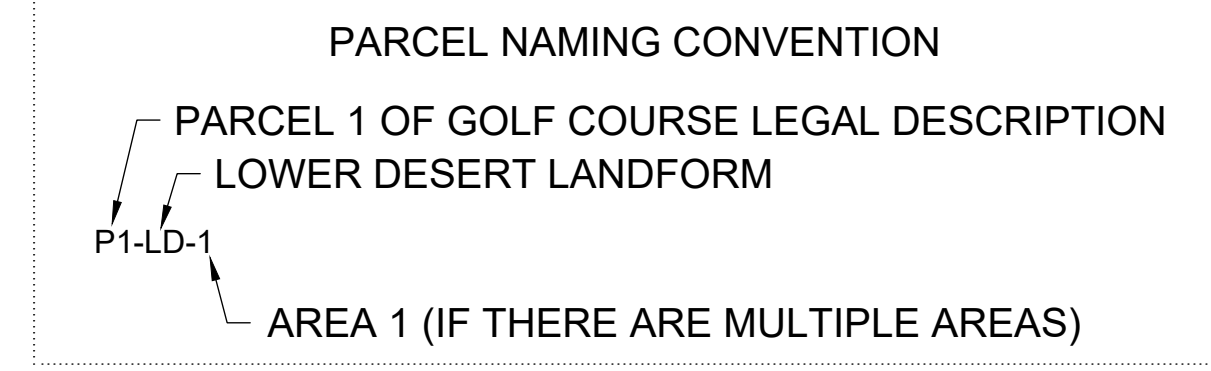 PARCEL NAMING CONVENTION
PARCEL 1 OF GOLF COURSE LEGAL DESCRIPTION
LOWER DESERT LANDFORM
P1-LD-1
AREA 1 (IF THERE ARE MULTIPLE AREAS)